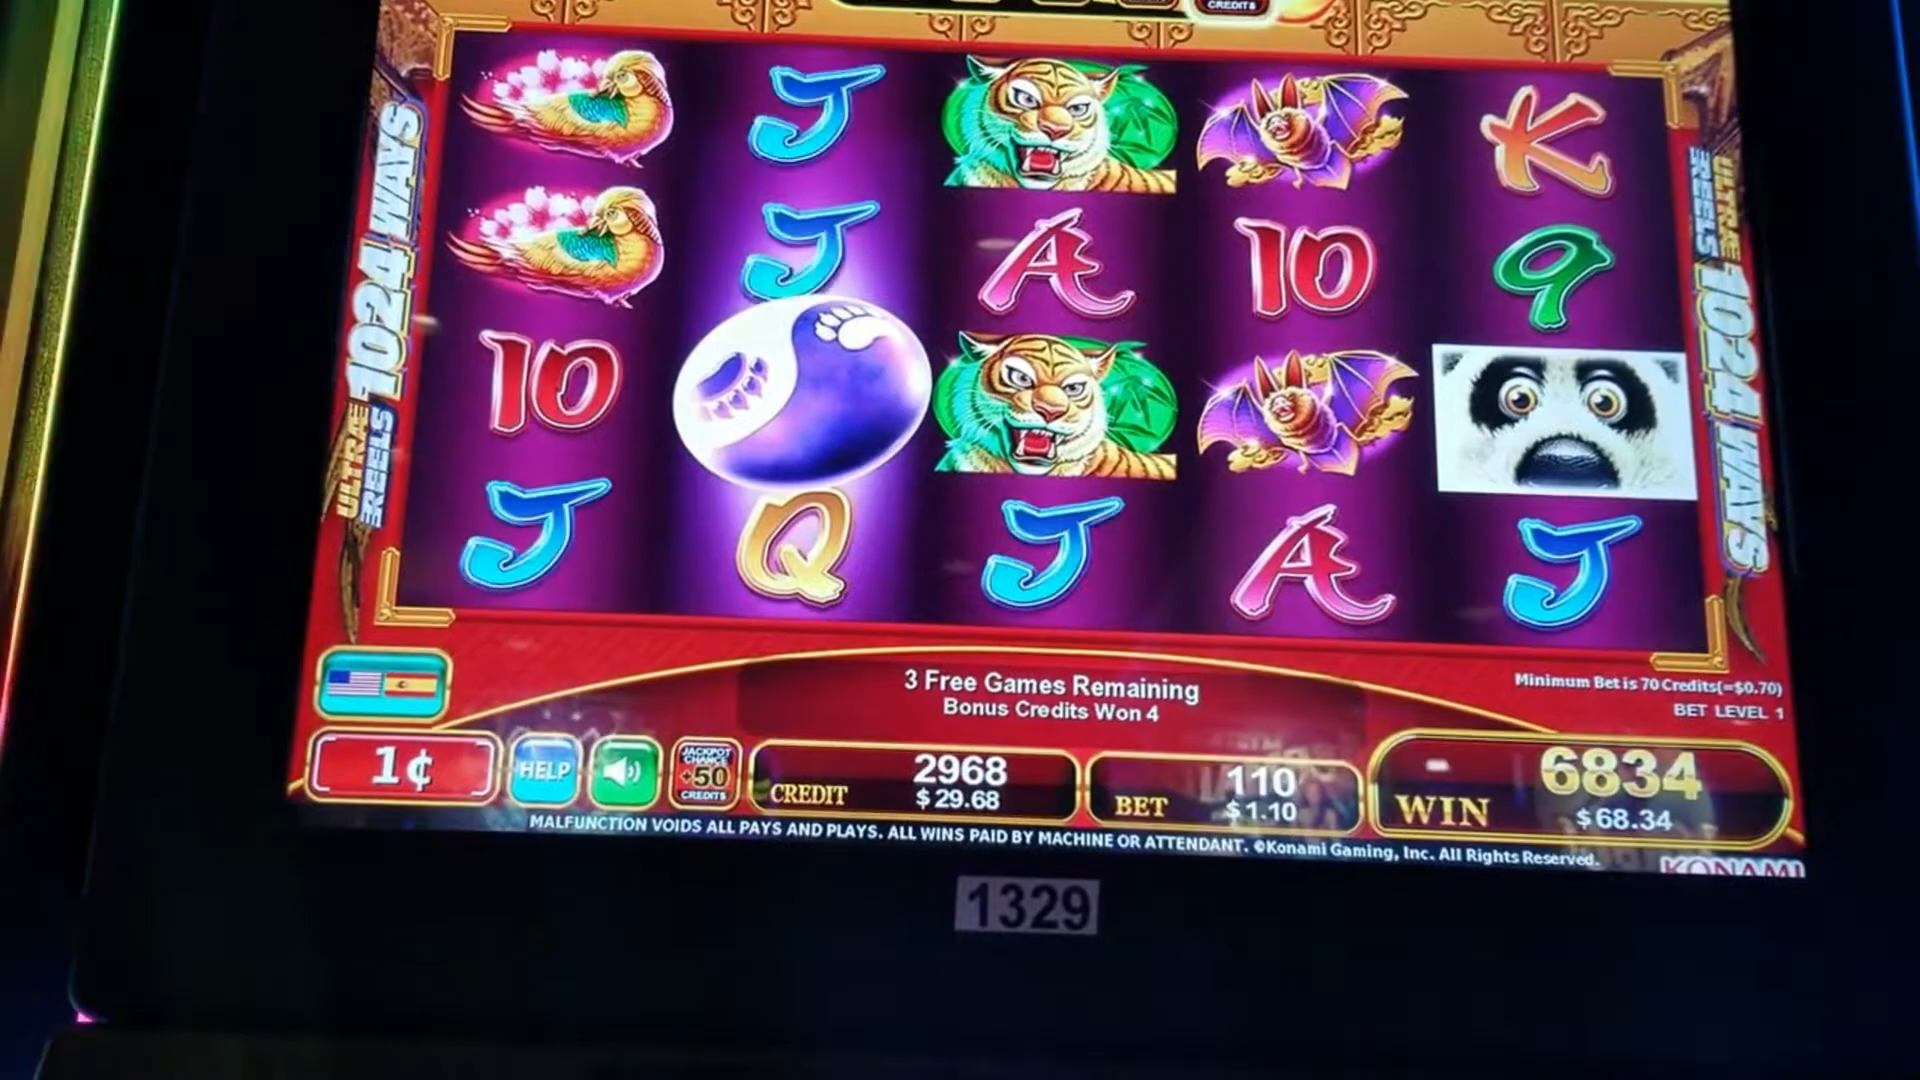 CREDITS
J
K
J
A
10
9
10
J
Q
J
A
J
ULTRA REELS 1024 WAYS
ULTRA REELS 1024 WAYS
3 Free Games Remaining
Bonus Credits Won 4
Minimum Bet is 70 Credits(=$0.70)
BET LEVEL 1
1¢
HELP
JACKPOT
CHANCE
+50
CREDITS
CREDIT
2968
$29.68
BET
110
$1.10
WIN
6834
$68.34
MALFUNCTION VOIDS ALL PAYS AND PLAYS. ALL WINS PAID BY MACHINE OR ATTENDANT. ©Konami Gaming, Inc. All Rights Reserved.
KONAMI
1329